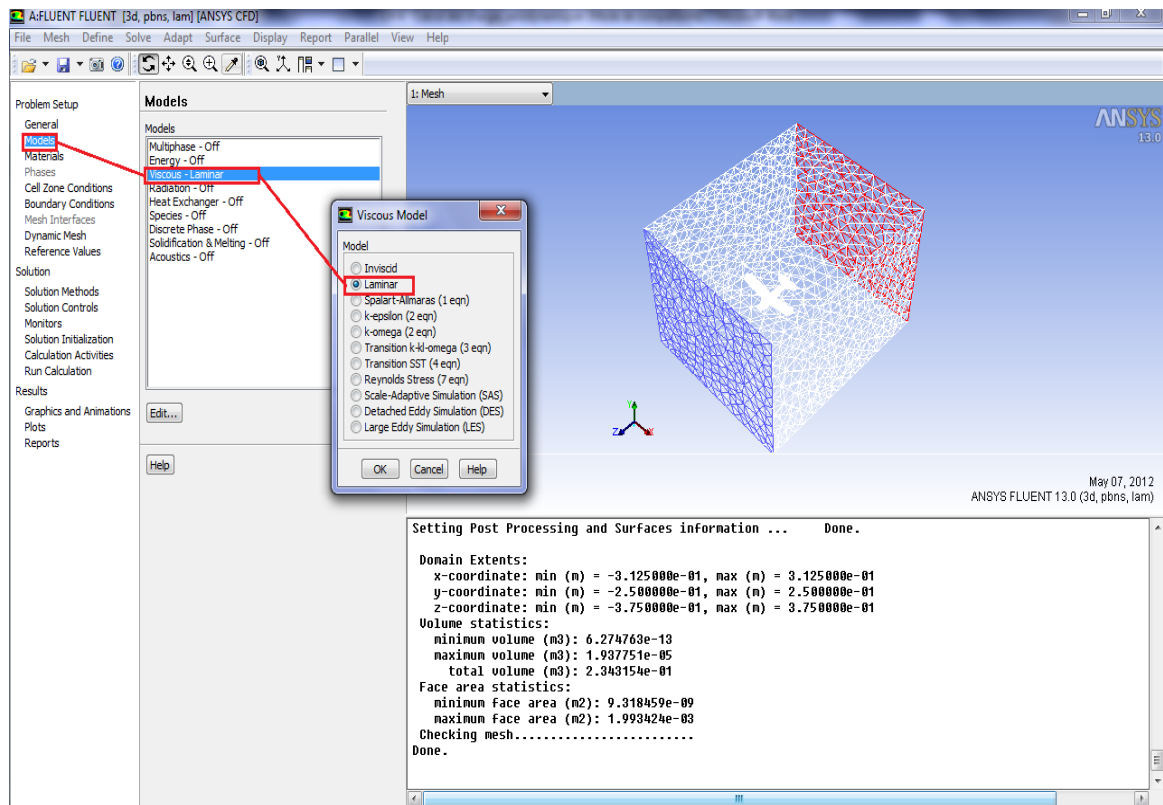 A:FLUENT FLUENT [3d, pbns, lam] [ANSYS CFD]
File Mesh Define Solve Adapt Surface Display Report Parallel View Help
Problem Setup
General
Models
Materials
Phases
Cell Zone Conditions
Boundary Conditions
Mesh Interfaces
Dynamic Mesh
Reference Values
Solution
Solution Methods
Solution Controls
Monitors
Solution Initialization
Calculation Activities
Run Calculation
Results
Graphics and Animations
Plots
Reports
Models
Models
Multiphase - Off
Energy - Off
Viscous - Laminar
Radiation - Off
Heat Exchanger - Off
Species - Off
Discrete Phase - Off
Solidification & Melting - Off
Acoustics - Off
Edit...
Help
Viscous Model
Model
Inviscid
Laminar
Spalart-Allmaras (1 eqn)
k-epsilon (2 eqn)
k-omega (2 eqn)
Transition k-kl-omega (3 eqn)
Transition SST (4 eqn)
Reynolds Stress (7 eqn)
Scale-Adaptive Simulation (SAS)
Detached Eddy Simulation (DES)
Large Eddy Simulation (LES)
OK Cancel Help
1: Mesh
ANSYS
13.0
Y
Z X
May 07, 2012
ANSYS FLUENT 13.0 (3d, pbns, lam)
Setting Post Processing and Surfaces information ... Done.
Domain Extents:
x-coordinate: min (m) = -3.125000e-01, max (m) = 3.125000e-01
y-coordinate: min (m) = -2.500000e-01, max (m) = 2.500000e-01
z-coordinate: min (m) = -3.750000e-01, max (m) = 3.750000e-01
Volume statistics:
minimum volume (m3): 6.274763e-13
maximum volume (m3): 1.937751e-05
total volume (m3): 2.343154e-01
Face area statistics:
minimum face area (m2): 9.318459e-09
maximum face area (m2): 1.993424e-03
Checking mesh.........................
Done.